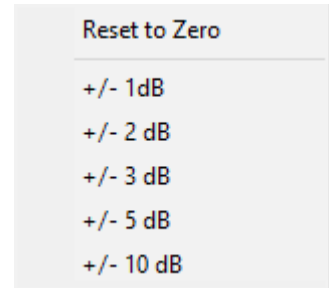 Reset to Zero
+/- 1dB
+/- 2 dB
+/- 3 dB
+/- 5 dB
+/- 10 dB